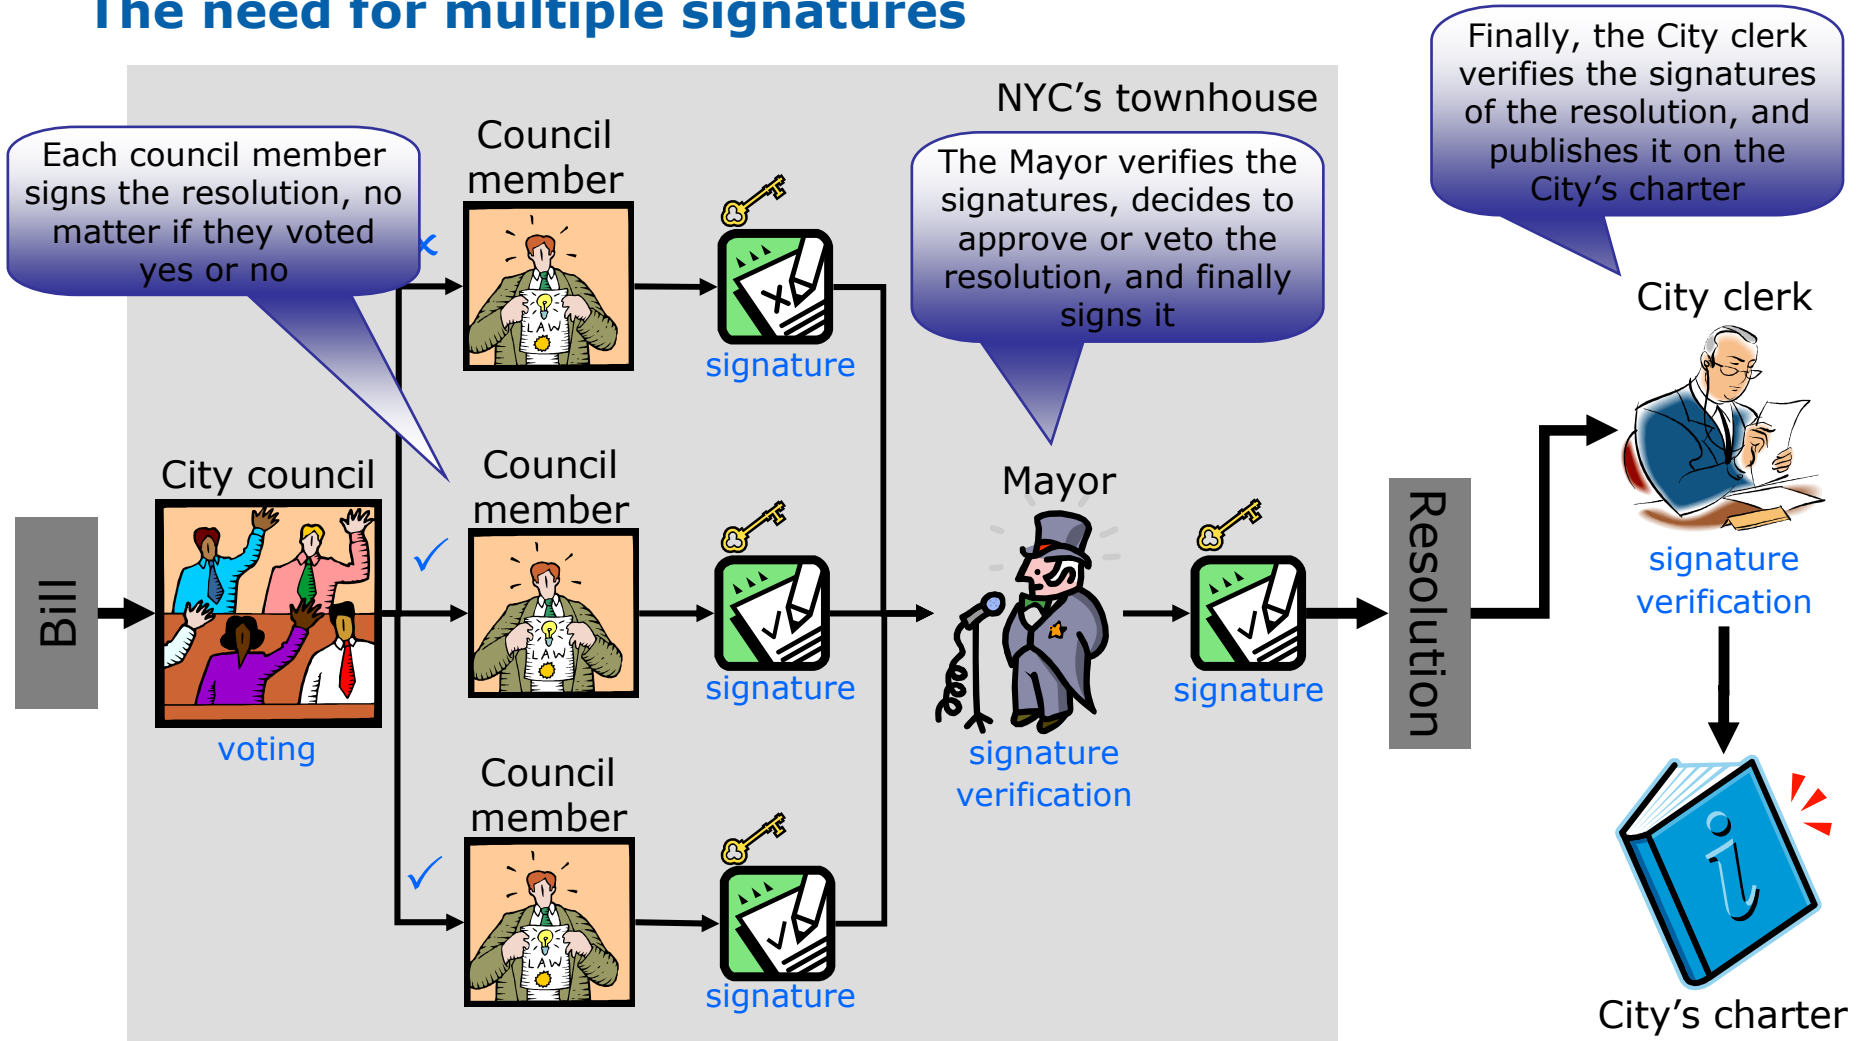 The need for multiple signatures
Finally, the City clerk
verifies the signatures
of the resolution, and
publishes it on the
City's charter
NYC's townhouse
Each council member
signs the resolution, no
matter if they voted
yes or no
Council
member
LAW
signature
The Mayor verifies the
signatures, decides to
approve or veto the
resolution, and finally
signs it
City clerk
signature
verification
Bill
City council
voting
Council
member
LAW
signature
Mayor
signature
verification
signature
Resolution
Council
member
LAW
signature
i
City's charter